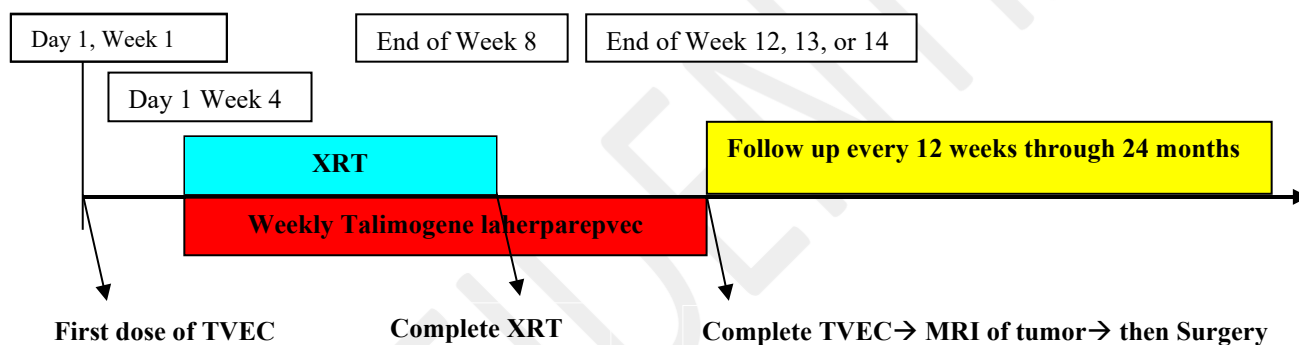 Day 1, Week 1
End of Week 8
End of Week 12, 13, or 14
Day 1 Week 4
XRT
Follow up every 12 weeks through 24 months
Weekly Talimogene laherparepvec
First dose of TVEC
Complete XRT
Complete TVEC→ MRI of tumor→ then Surgery